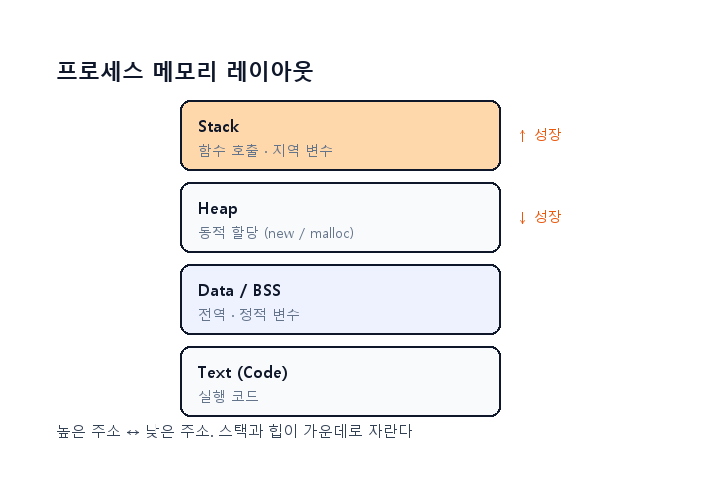 프로세스 메모리 레이아웃
Stack
함수 호출 · 지역 변수
↑ 성장
Heap
동적 할당 (new / malloc)
↓ 성장
Data / BSS
전역 · 정적 변수
Text (Code)
실행 코드
높은 주소 ↔ 낮은 주소. 스택과 힙이 가운데로 자란다